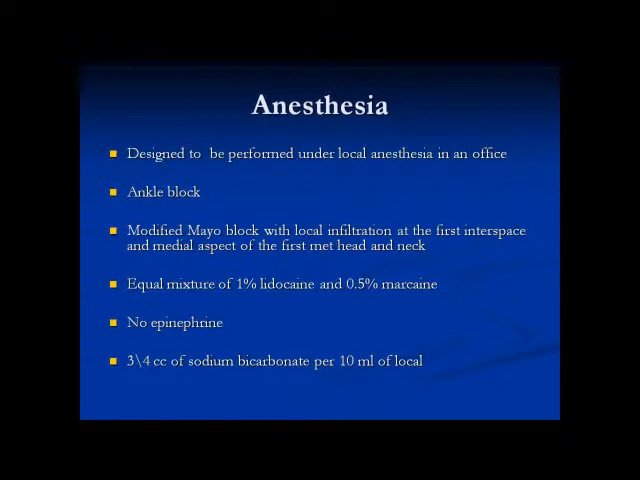 Anesthesia
Designed to be performed under local anesthesia in an office
Ankle block
Modified Mayo block with local infiltration at the first interspace
and medial aspect of the first met head and neck
Equal mixture of 1% lidocaine and 0.5% marcaine
No epinephrine
3\4 cc of sodium bicarbonate per 10 ml of local